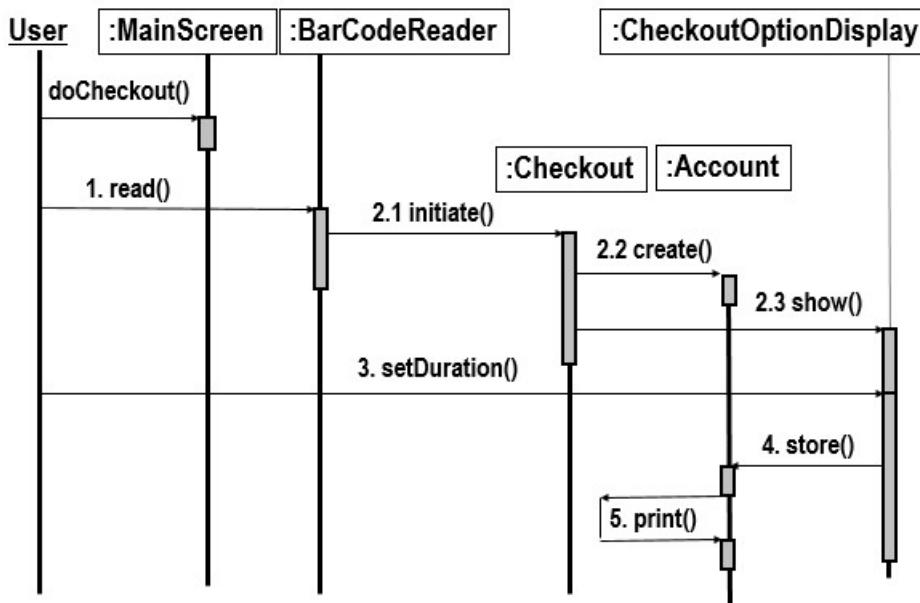 User
:MainScreen
:BarCodeReader
:CheckoutOptionDisplay
doCheckout()
:Checkout
:Account
1. read()
2.1 initiate()
2.2 create()
2.3 show()
3. setDuration()
4. store()
5. print()